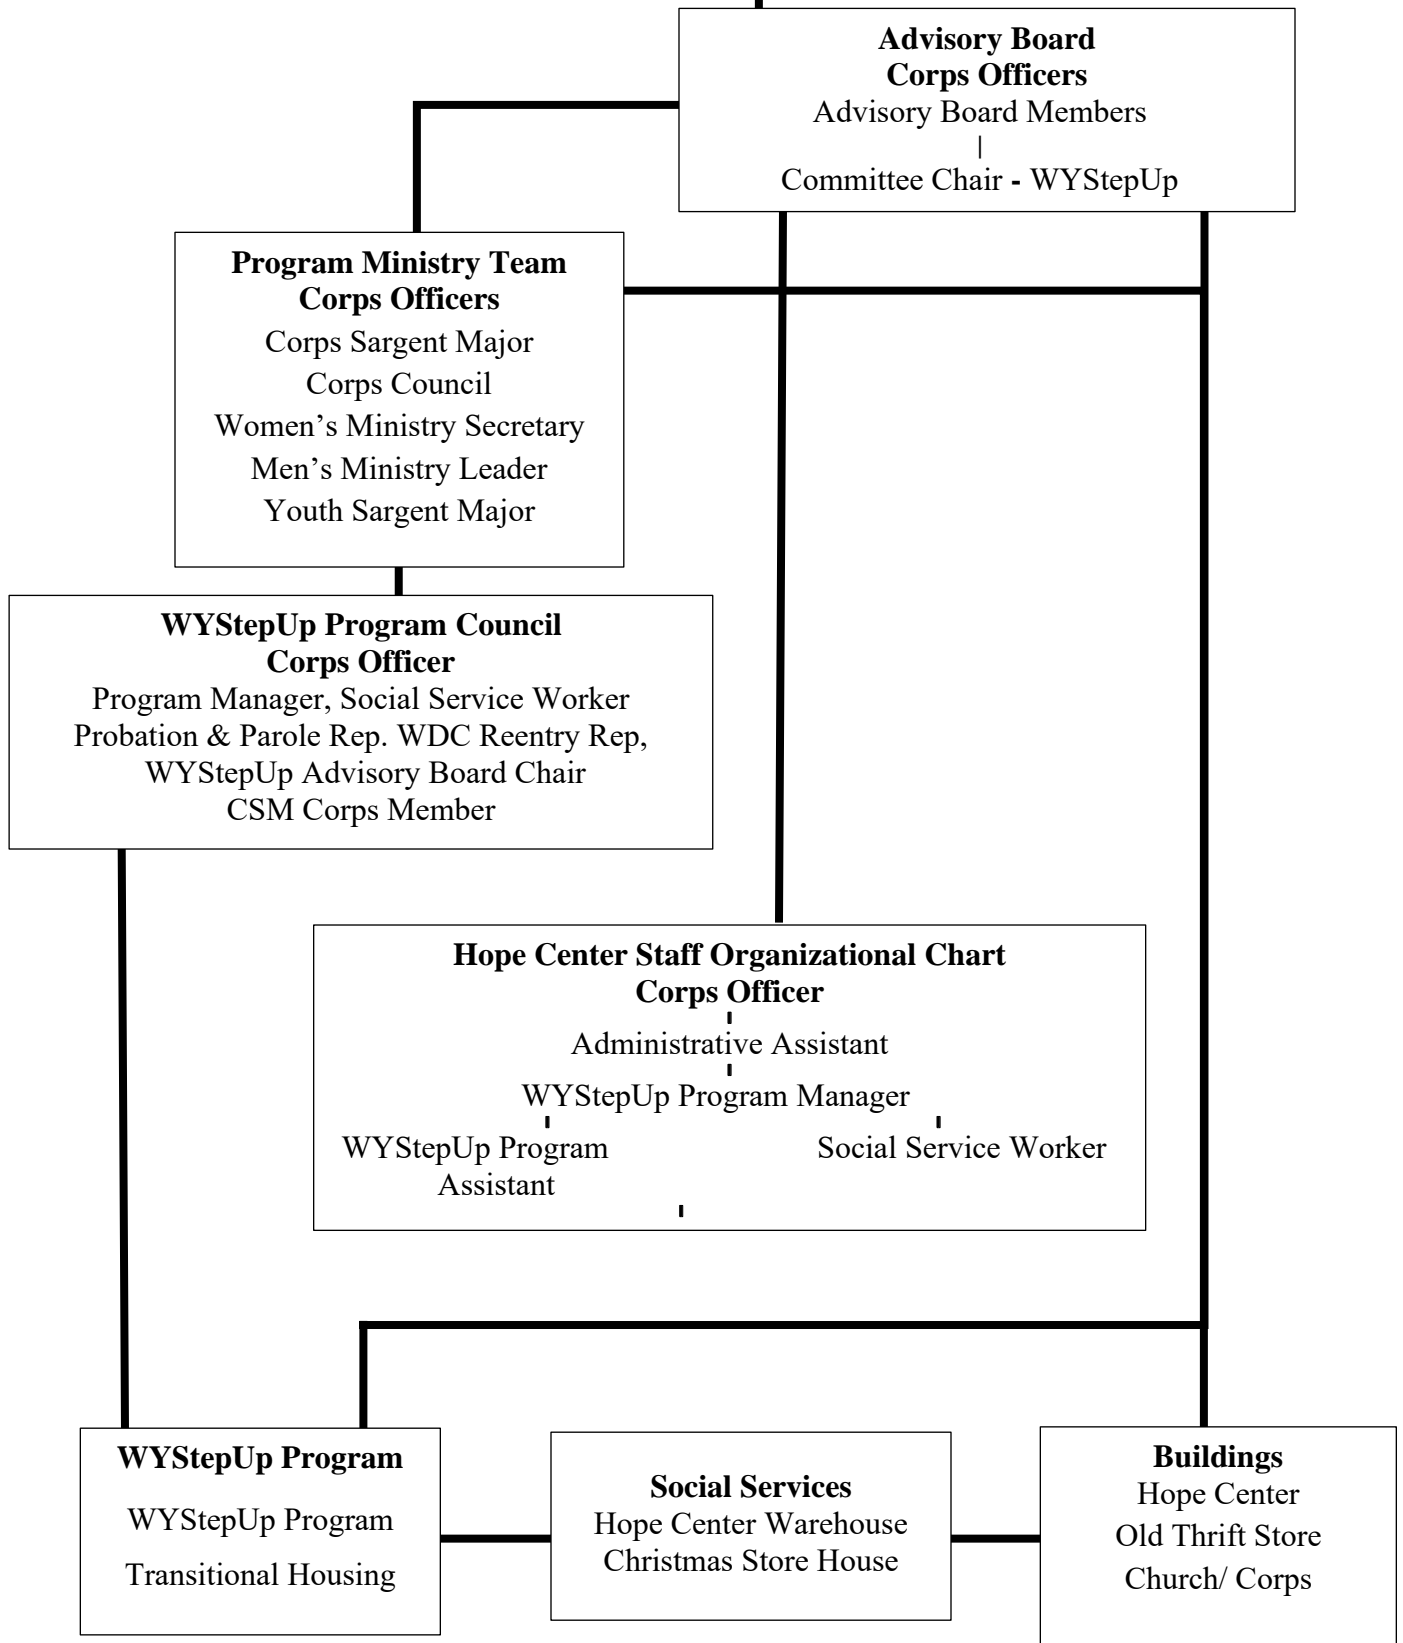 Advisory Board
Corps Officers
Advisory Board Members
|
Committee Chair - WYStepUp
Program Ministry Team
Corps Officers
Corps Sargent Major
Corps Council
Women’s Ministry Secretary
Men’s Ministry Leader
Youth Sargent Major
WYStepUp Program Council
Corps Officer
Program Manager, Social Service Worker
Probation & Parole Rep. WDC Reentry Rep,
WYStepUp Advisory Board Chair
CSM Corps Member
Hope Center Staff Organizational Chart
Corps Officer
Administrative Assistant
WYStepUp Program Manager
WYStepUp Program
Assistant
Social Service Worker
WYStepUp Program
WYStepUp Program
Transitional Housing
Social Services
Hope Center Warehouse
Christmas Store House
Buildings
Hope Center
Old Thrift Store
Church/ Corps